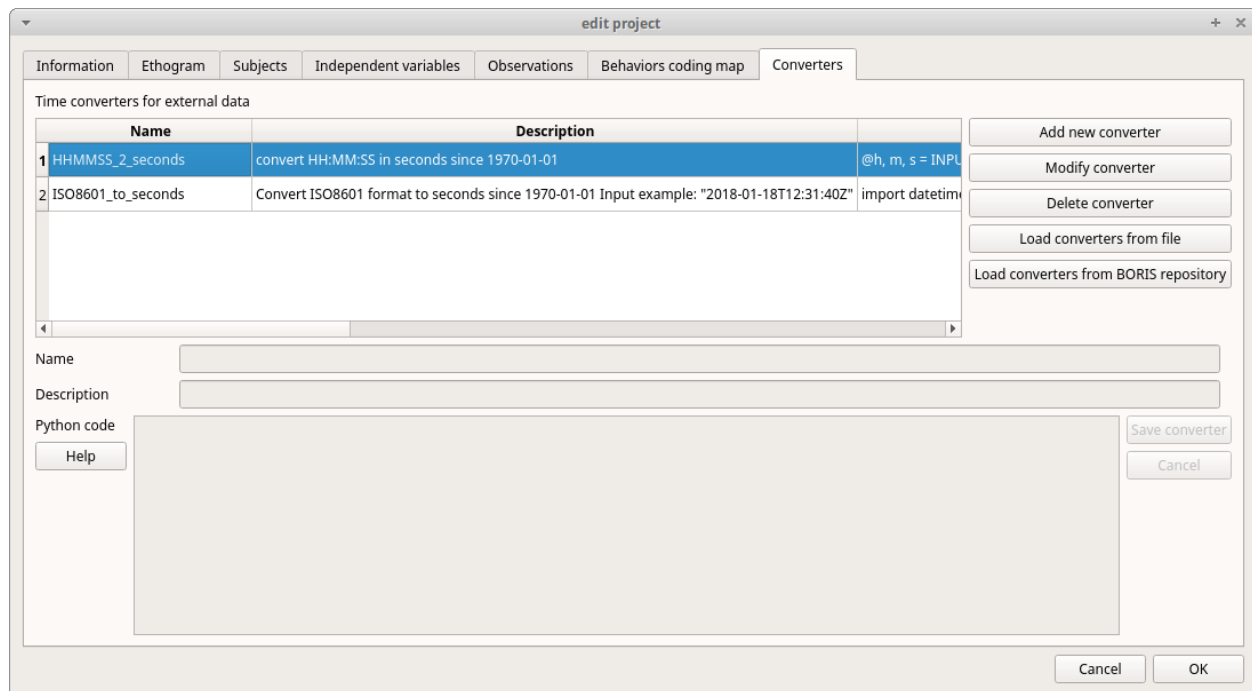 edit project
Information Ethogram Subjects Independent variables Observations Behaviors coding map Converters
Time converters for external data
Name Description
1 HHMMSS_2_seconds convert HH:MM:SS in seconds since 1970-01-01 @h, m, s = INPU
2 ISO8601_to_seconds Convert ISO8601 format to seconds since 1970-01-01 Input example: "2018-01-18T12:31:40Z" import datetime
Add new converter
Modify converter
Delete converter
Load converters from file
Load converters from BORIS repository
Name
Description
Python code
Help
Save converter
Cancel
Cancel OK